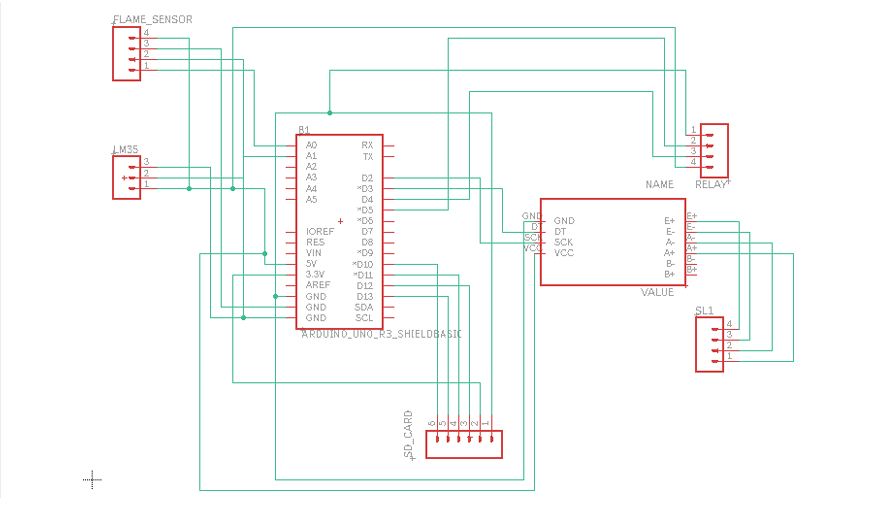 FLAME_SENSOR
4
3
2
1
LM35
3
2
1
B1
A0
A1
A2
A3
A4
A5
IOREF
RES
VIN
5V
3.3V
AREF
GND
GND
GND
RX
TX
D2
*D3
D4
*D5
*D6
D7
D8
*D9
*D10
*D11
D12
D13
SDA
SCL
ARDUINO_UNO_R3_SHIELDBASIC
1
2
3
4
RELAY
NAME
GND GND
DT DT
SCK SCK
VCC VCC
E+ E+
E- E-
A- A-
A+ A+
B- B-
B+ B+
VALUE
SL1
4
3
2
1
SD_CARD
6 5 4 3 2 1